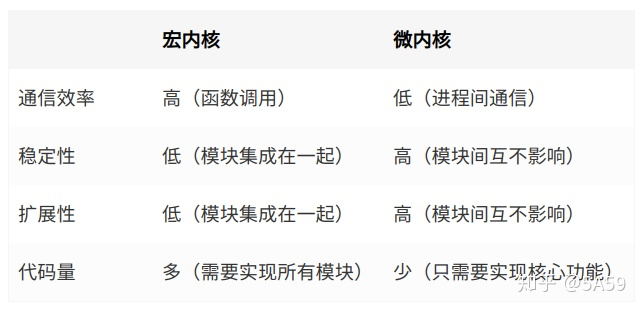 宏内核 微内核
通信效率 高（函数调用） 低（进程间通信）
稳定性 低（模块集成在一起） 高（模块间互不影响）
扩展性 低（模块集成在一起） 高（模块间互不影响）
代码量 多（需要实现所有模块） 少（只需要实现核心功能）
知乎 @5A59